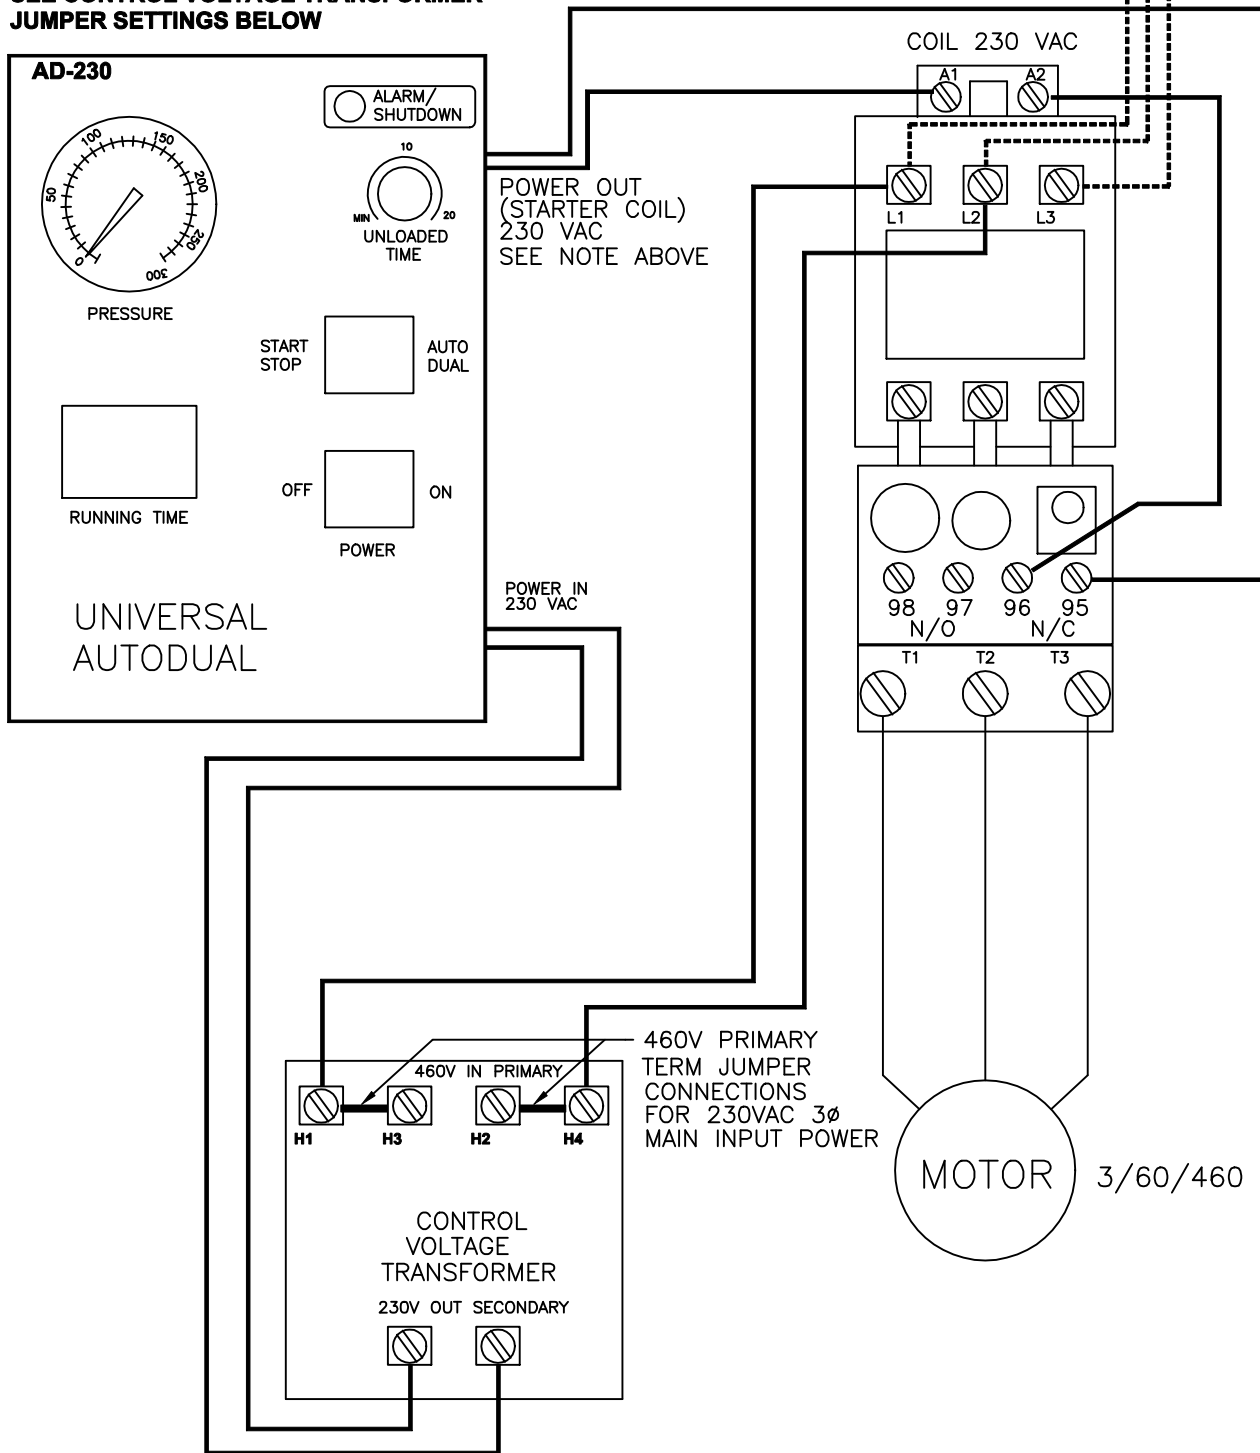 SEE CONTROL VOLTAGE TRANSFORMER
JUMPER SETTINGS BELOW
AD-230
ALARM/
SHUTDOWN
0
50
100
150
200
250
300
PRESSURE
MIN
10
20
UNLOADED
TIME
START
STOP
AUTO
DUAL
RUNNING TIME
OFF
ON
POWER
UNIVERSAL
AUTODUAL
POWER OUT
(STARTER COIL)
230 VAC
SEE NOTE ABOVE
POWER IN
230 VAC
COIL 230 VAC
A1
A2
L1
L2
L3
98
97
96
95
N/O
N/C
T1
T2
T3
MOTOR
3/60/460
460V PRIMARY
TERM JUMPER
CONNECTIONS
FOR 230VAC 3ø
MAIN INPUT POWER
460V IN PRIMARY
H1
H3
H2
H4
CONTROL
VOLTAGE
TRANSFORMER
230V OUT SECONDARY